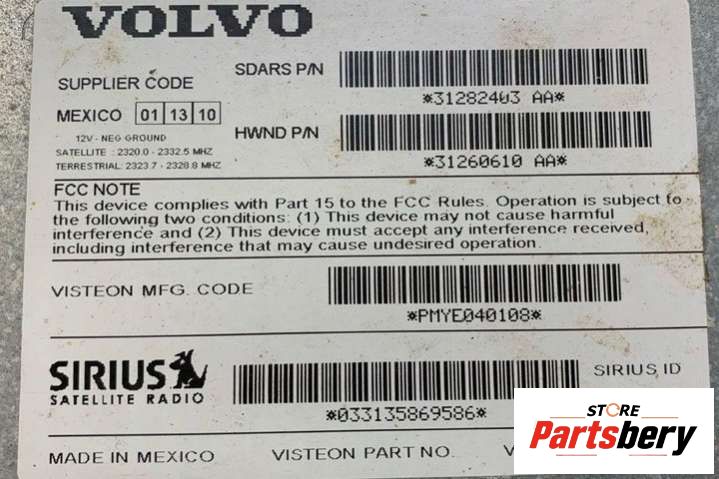 VOLVO
SUPPLIER CODE
SDARS P/N
*31282403 AA*
MEXICO 01 13 10
HWND P/N
*31260610 AA*
12V - NEG GROUND
SATELLITE : 2320.0 - 2332.5 MHZ
TERRESTRIAL: 2323.7 - 2328.8 MHZ
FCC NOTE
This device complies with Part 15 to the FCC Rules. Operation is subject to
the following two conditions: (1) This device may not cause harmful
interference and (2) This device must accept any interference received,
including interference that may cause undesired operation.
VISTEON MFG. CODE
*PMYE040108*
SIRIUS
SATELLITE RADIO
SIRIUS ID
*033135869586*
MADE IN MEXICO
VISTEON PART NO.
STORE
Partsbery